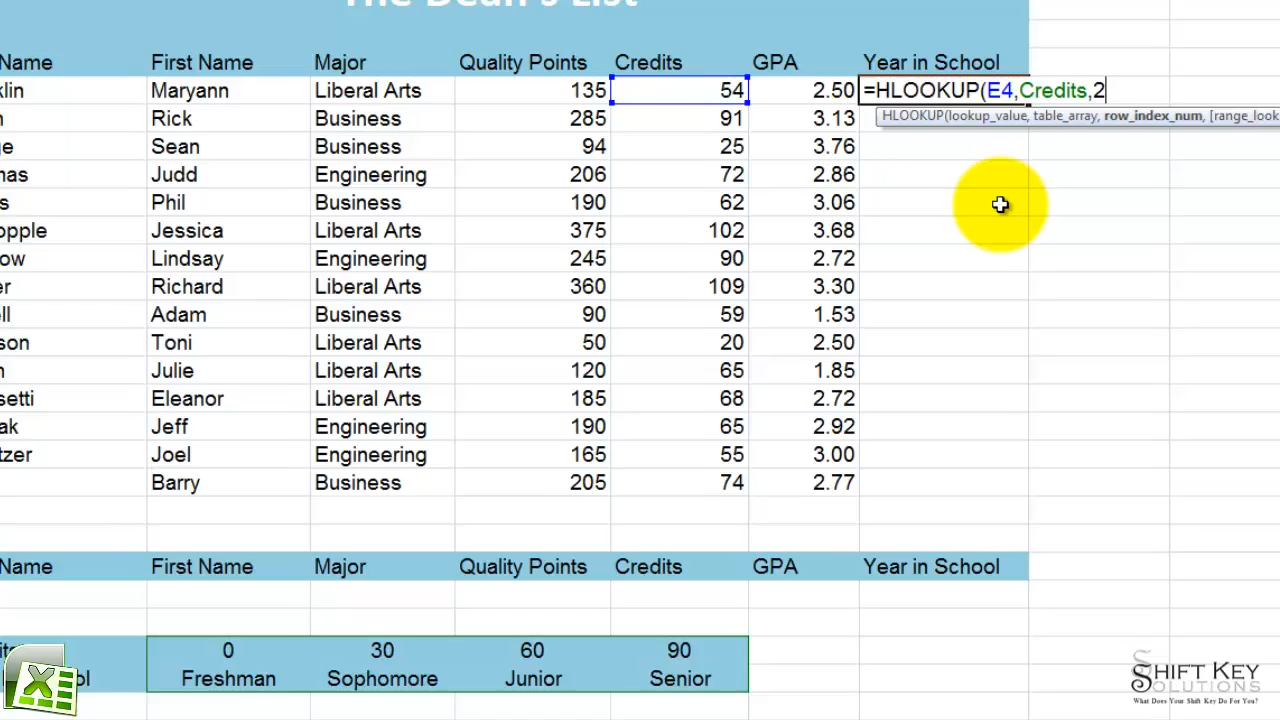 The Dean's List
Name First Name Major Quality Points Credits GPA Year in School
klin Maryann Liberal Arts 135 54 2.50 =HLOOKUP(E4,Credits,2
n Rick Business 285 91 3.13 HLOOKUP(lookup_value, table_array, row_index_num, [range_look
ge Sean Business 94 25 3.76
nas Judd Engineering 206 72 2.86
s Phil Business 190 62 3.06
opple Jessica Liberal Arts 375 102 3.68
ow Lindsay Engineering 245 90 2.72
er Richard Liberal Arts 360 109 3.30
ll Adam Business 90 59 1.53
son Toni Liberal Arts 50 20 2.50
n Julie Liberal Arts 120 65 1.85
setti Eleanor Liberal Arts 185 68 2.72
ak Jeff Engineering 190 65 2.92
tzer Joel Engineering 165 55 3.00
Barry Business 205 74 2.77
Name First Name Major Quality Points Credits GPA Year in School
0 30 60 90
ol Freshman Sophomore Junior Senior
SHIFT KEY
SOLUTIONS
What Does Your Shift Key Do For You?